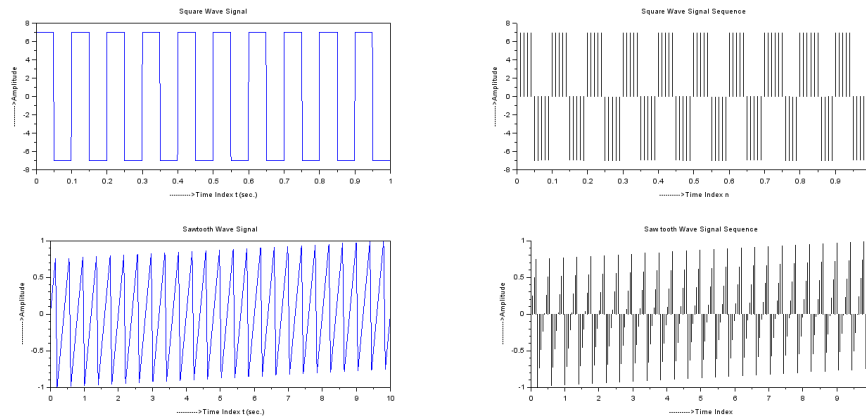 Square Wave Signal
8
6
4
2
0
-2
-4
-6
-8
-------->Amplitude
0 0.1 0.2 0.3 0.4 0.5 0.6 0.7 0.8 0.9 1
---------->Time Index t (sec.)
Square Wave Signal Sequence
8
6
4
2
0
-2
-4
-6
-8
-------->Amplitude
0 0.1 0.2 0.3 0.4 0.5 0.6 0.7 0.8 0.9 1
---------->Time Index n
Sawtooth Wave Signal
1
0.5
0
-0.5
-1
-------->Amplitude
0 1 2 3 4 5 6 7 8 9 10
---------->Time Index t (sec.)
Saw tooth Wave Signal Sequence
1
0.5
0
-0.5
-1
-------->Amplitude
0 1 2 3 4 5 6 7 8 9
---------->Time Index